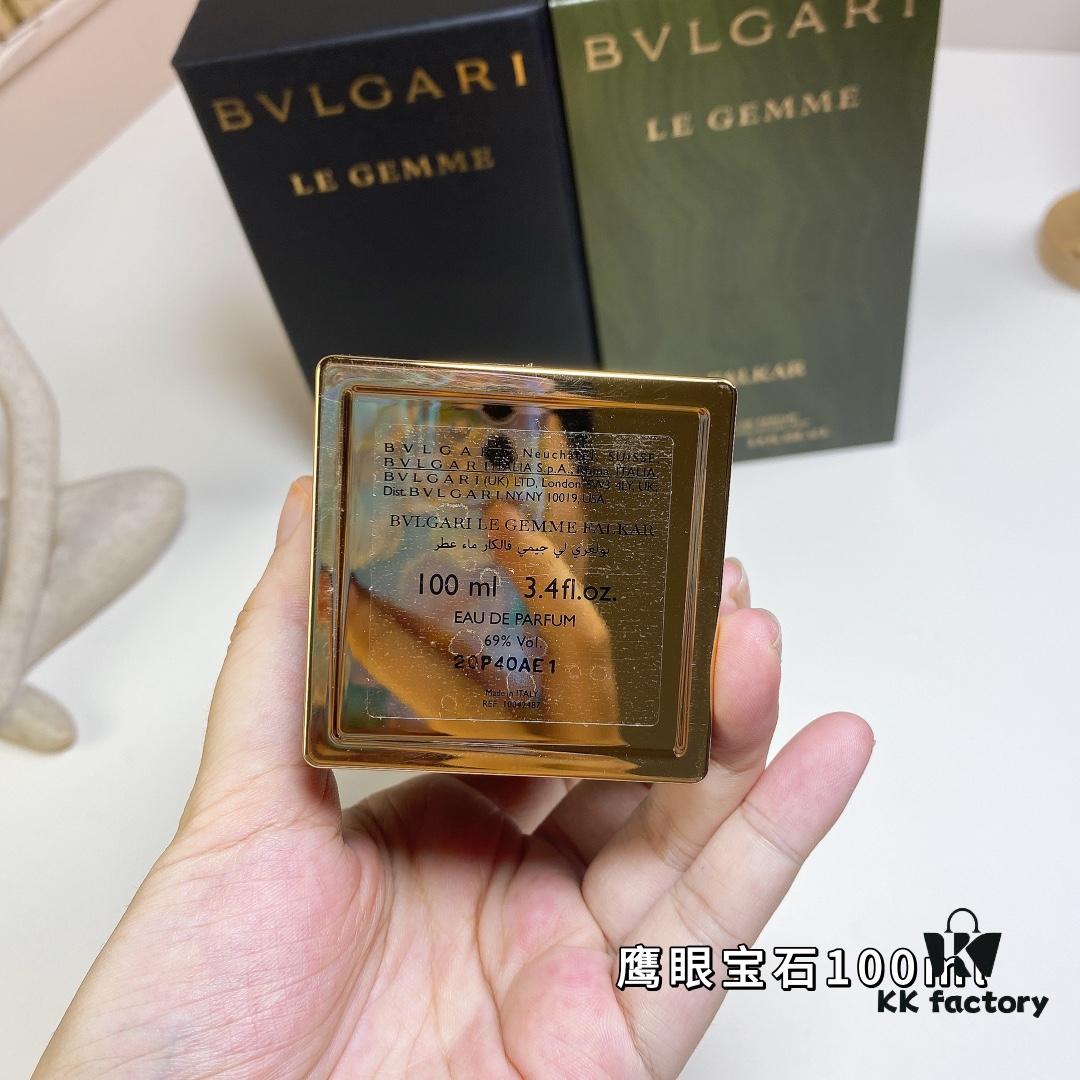 BVLGARI
LE GEMME
BVLGARI
LE GEMME
FALKAR
BVLGARI Neuchâtel, SUISSE
BVLGARI ITALIA S.p.A., Roma ITALIA
BVLGARI (UK) LTD, London SW3 4LY, UK
Dist. BVLGARI NY, NY 10019, USA
BVLGARI LE GEMME FALKAR
بولغري لي جيمي فالكار ماء عطر
100 ml 3.4fl.oz.
EAU DE PARFUM
69% Vol.
20P40AE1
Made in ITALY
REF. 10042487
鹰眼宝石100ml
KK factory